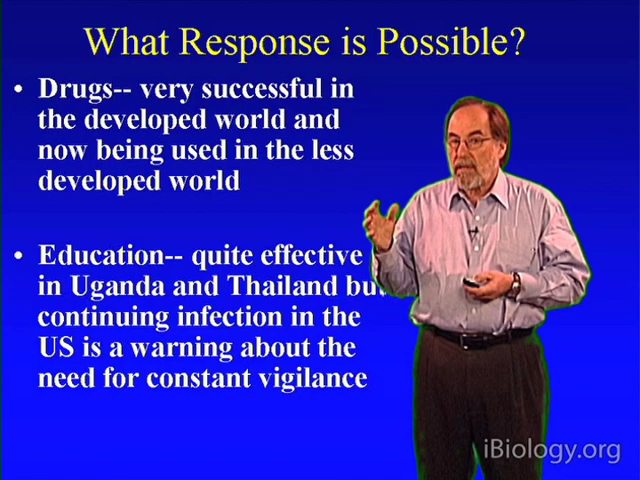 What Response is Possible?
• Drugs-- very successful in
the developed world and
now being used in the less
developed world
• Education-- quite effective
in Uganda and Thailand but
continuing infection in the
US is a warning about the
need for constant vigilance
iBiology.org